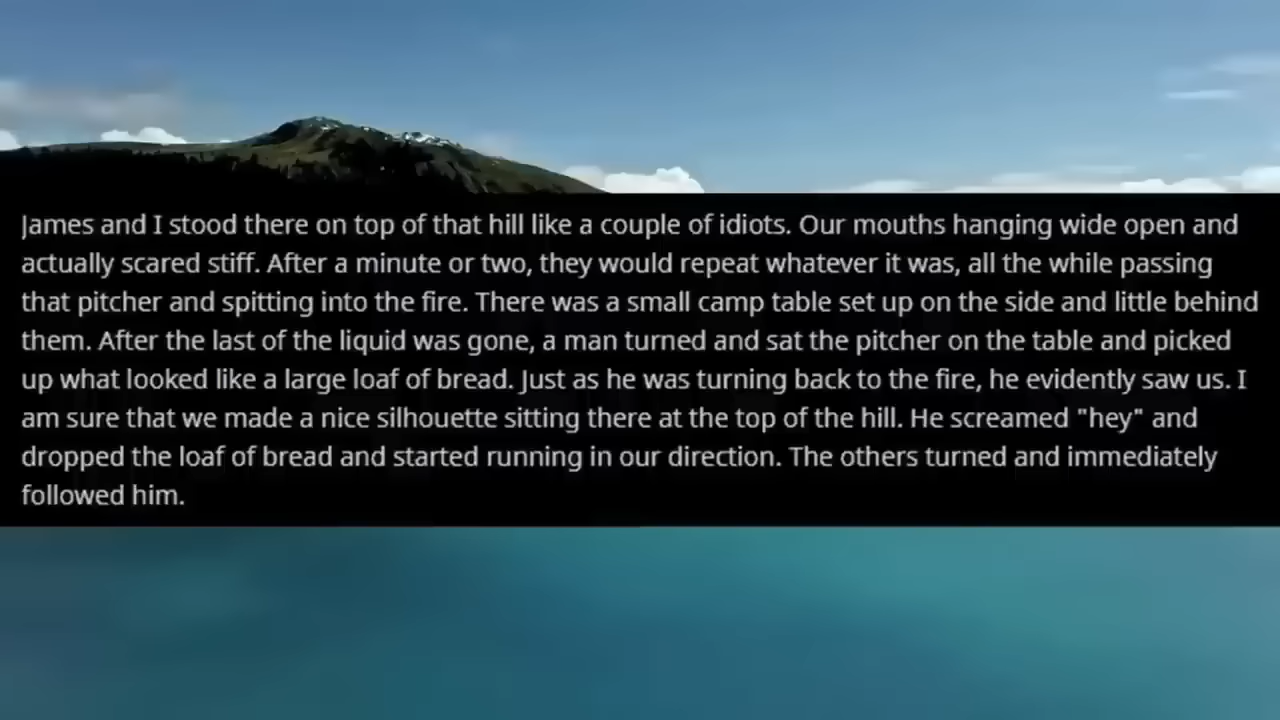 James and I stood there on top of that hill like a couple of idiots. Our mouths hanging wide open and
actually scared stiff. After a minute or two, they would repeat whatever it was, all the while passing
that pitcher and spitting into the fire. There was a small camp table set up on the side and little behind
them. After the last of the liquid was gone, a man turned and sat the pitcher on the table and picked
up what looked like a large loaf of bread. Just as he was turning back to the fire, he evidently saw us. I
am sure that we made a nice silhouette sitting there at the top of the hill. He screamed "hey" and
dropped the loaf of bread and started running in our direction. The others turned and immediately
followed him.